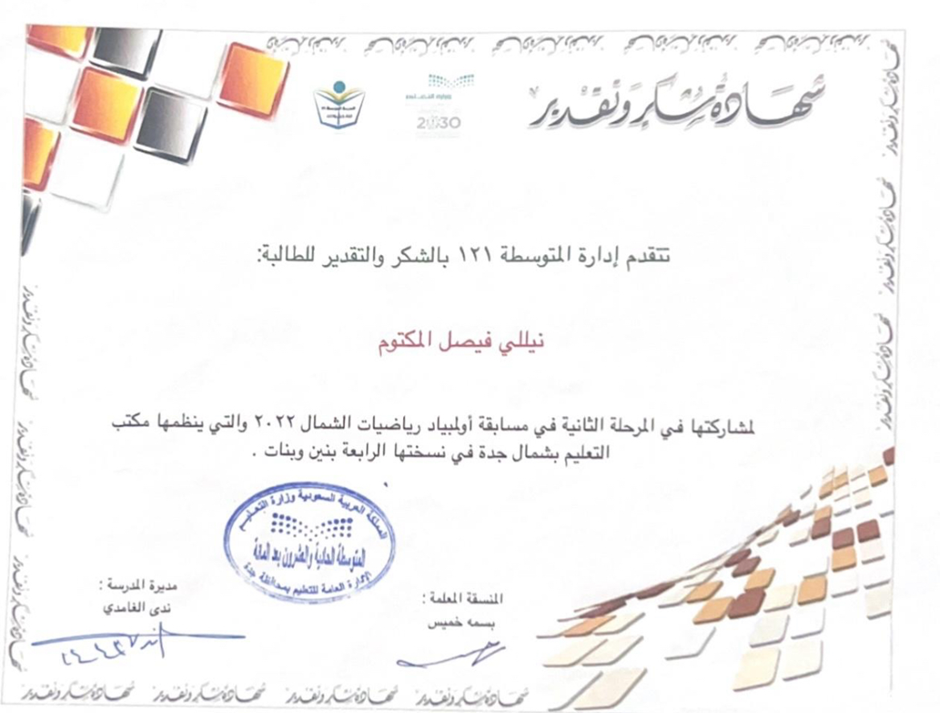 شهادة شكر وتقدير
وزارة التعليم
2030
تتقدم إدارة المتوسطة ١٢١ بالشكر والتقدير للطالبة:
نيللي فيصل المكتوم
لمشاركتها في المرحلة الثانية في مسابقة أولمبياد رياضيات الشمال ٢٠٢٢ والتي ينظمها مكتب
التعليم بشمال جدة في نسختها الرابعة بنين وبنات .
المملكة العربية السعودية وزارة التعليم
المتوسطة الحادية والعشرون بعد المائة
الإدارة العامة للتعليم بمحافظة جدة
المنسقة المعلمة :
بسمه خميس
مديرة المدرسة :
ندى الغامدي